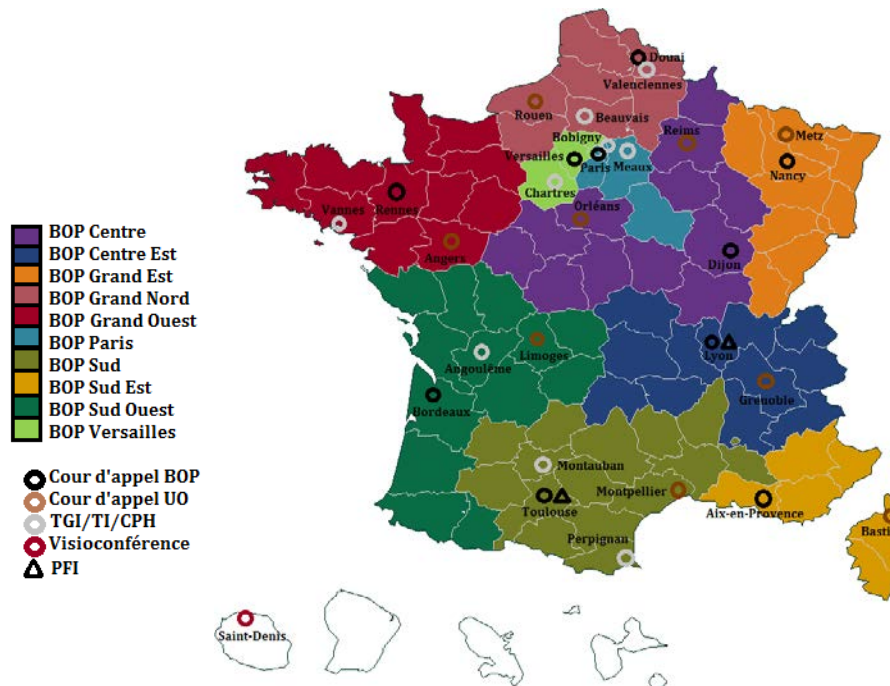 Douai
Valenciennes
Rouen
Beauvais
Bobigny
Reims
Metz
Versailles
Paris
Meaux
Nancy
Chartres
Orléans
Vannes
Rennes
Angers
Dijon
BOP Centre
BOP Centre Est
BOP Grand Est
BOP Grand Nord
BOP Grand Ouest
BOP Paris
BOP Sud
BOP Sud Est
BOP Sud Ouest
BOP Versailles
Limoges
Lyon
Angoulême
Grenoble
Bordeaux
Cour d'appel BOP
Cour d'appel UO
TGI/TI/CPH
Visioconférence
PFI
Montauban
Montpellier
Toulouse
Aix-en-Provence
Perpignan
Basti
Saint-Denis